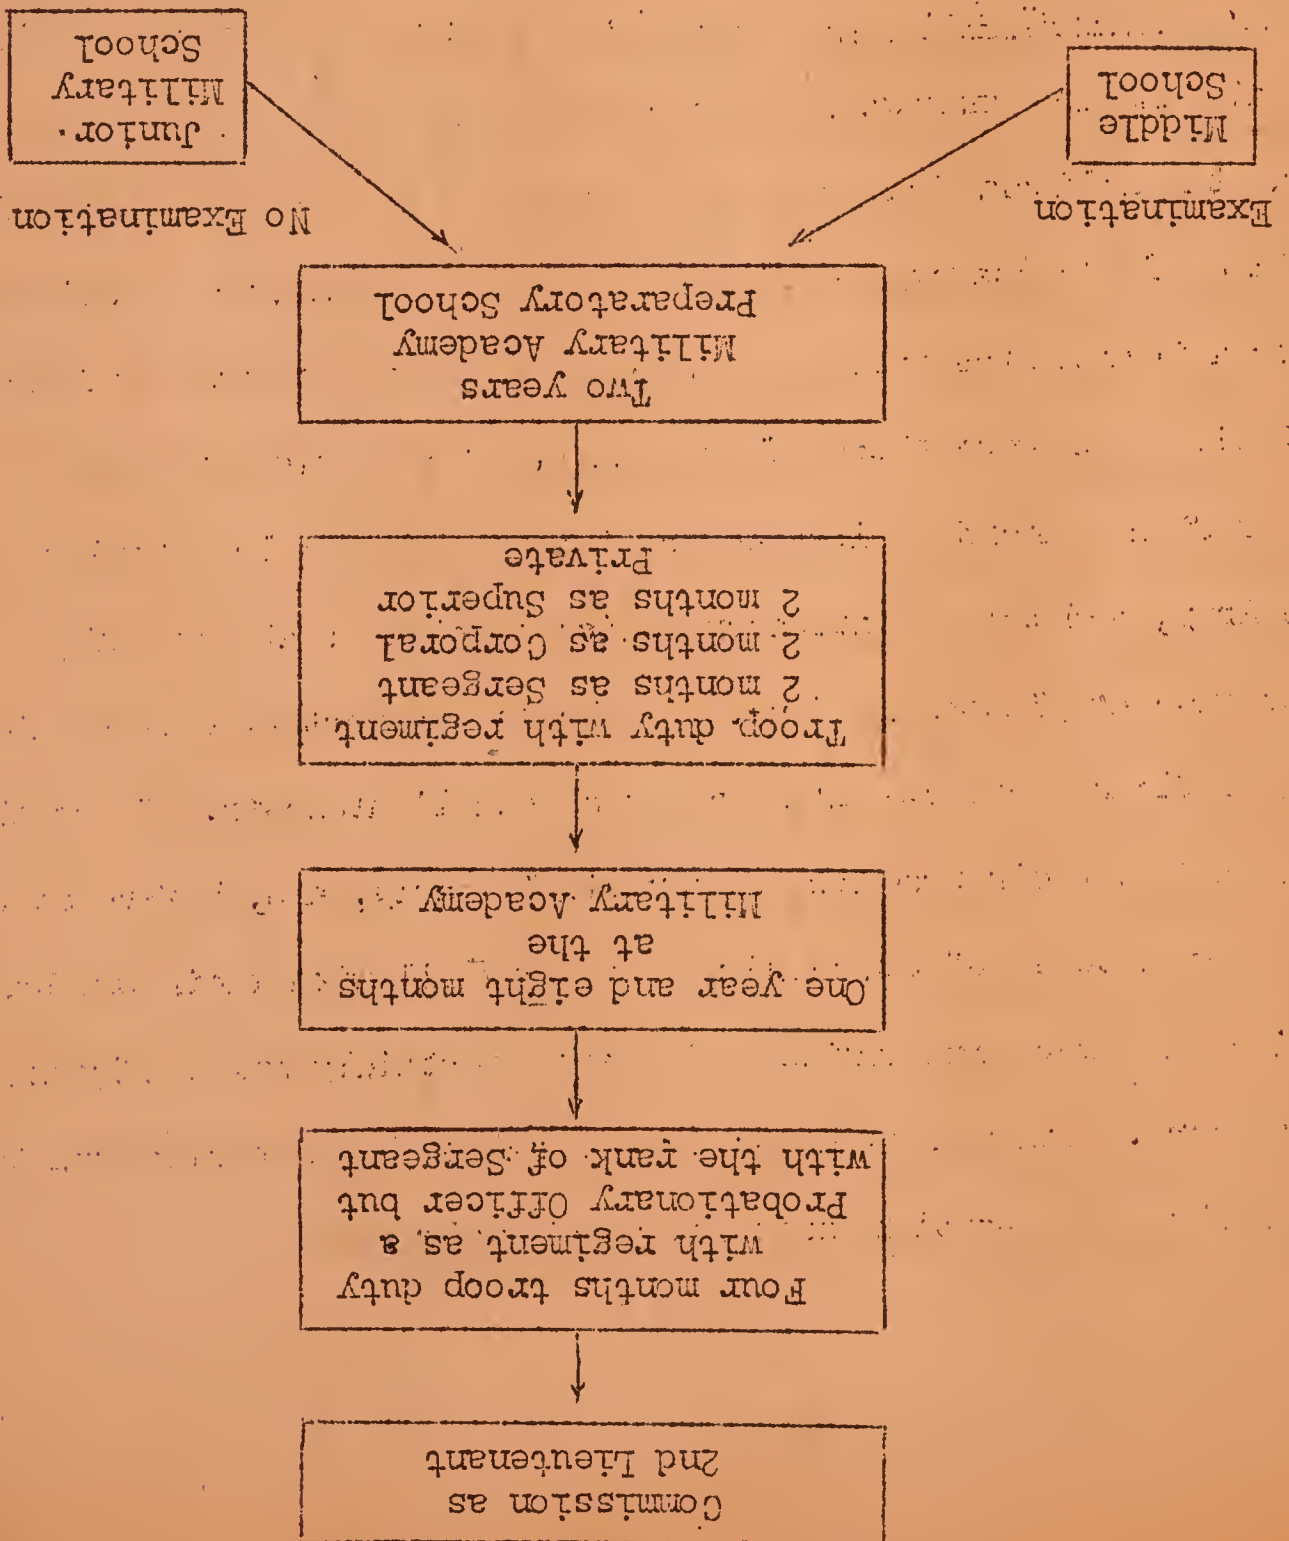 Commission as
2nd Lieutenant
Four months troop duty
with regiment as a
Probationary Officer but
with the rank of Sergeant
One year and eight months
at the
Military Academy
Troop duty with regiment
2 months as Sergeant
2 months as Corporal
2 months as Superior
Private
Two years
Military Academy
Preparatory School
Examination
No Examination
Middle
School
Junior
Military
School